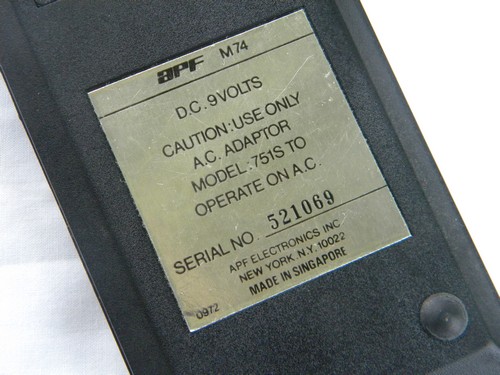 apf M74
D.C. 9VOLTS
CAUTION: USE ONLY
A.C. ADAPTOR
MODEL: 751S TO
OPERATE ON A.C.
SERIAL NO. 521069
APF ELECTRONICS INC
NEW YORK. N.Y. 10022
MADE IN SINGAPORE
0972